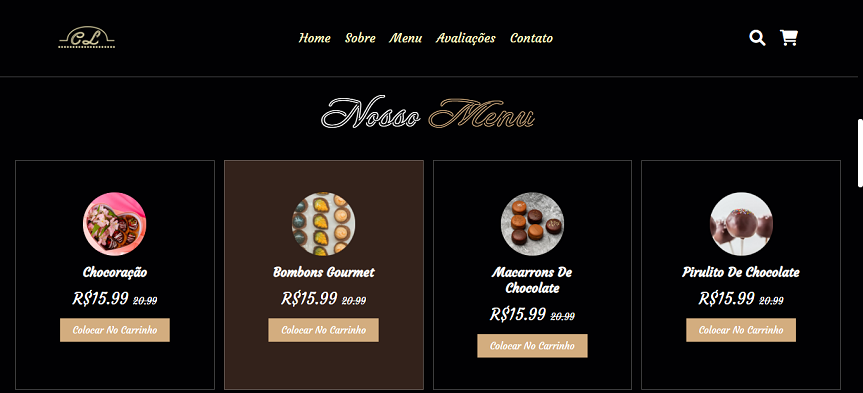 CL
Home Sobre Menu Avaliações Contato
Nosso Menu
Chocoração
R$15.99 20.99
Colocar No Carrinho
Bombons Gourmet
R$15.99 20.99
Colocar No Carrinho
Macarrons De
Chocolate
R$15.99 20.99
Colocar No Carrinho
Pirulito De Chocolate
R$15.99 20.99
Colocar No Carrinho